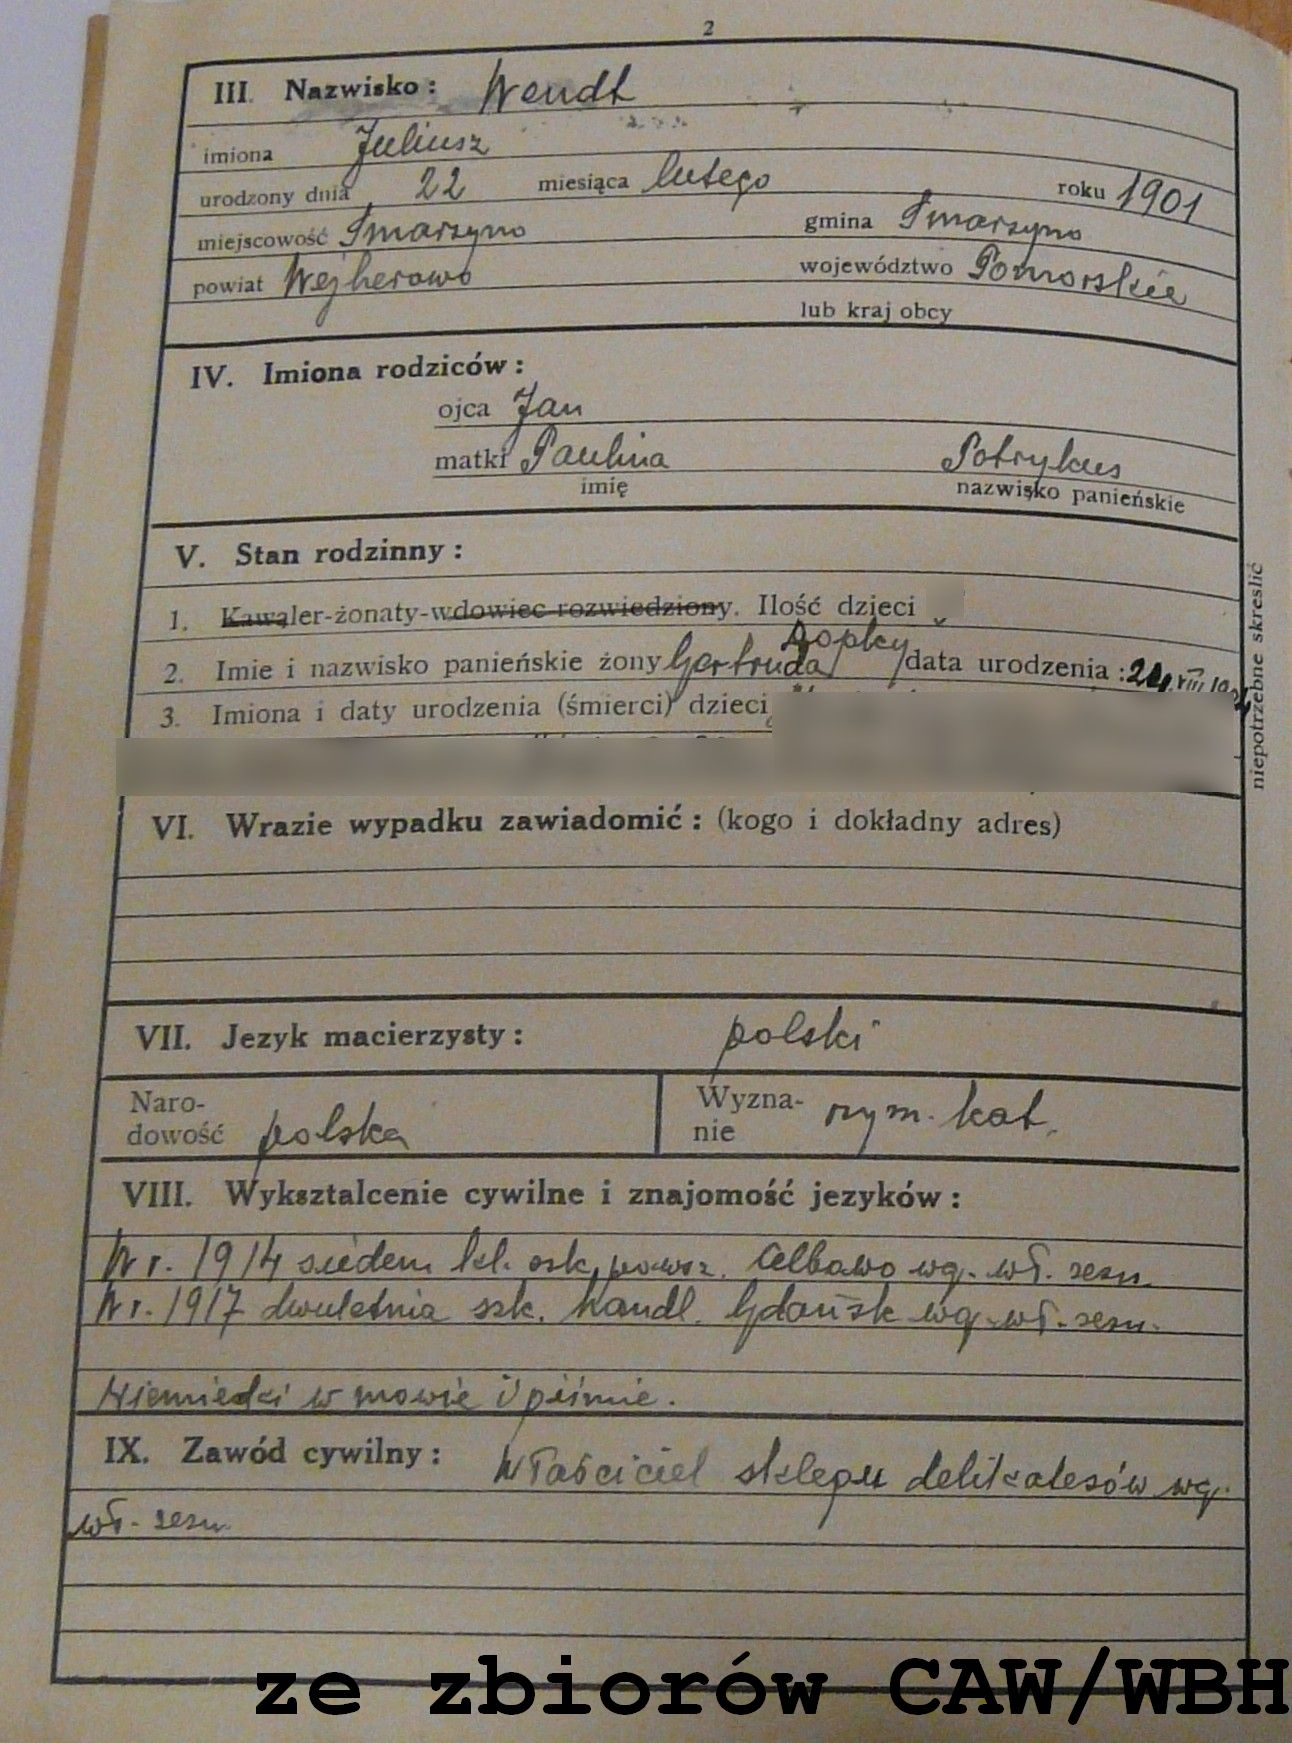 2
III. Nazwisko : Wendt
imiona Juliusz
urodzony dnia 22 miesiąca lutego roku 1901
miejscowość Smarzyno gmina Smarzyno
powiat Wejherowo województwo Pomorskie
lub kraj obcy
IV. Imiona rodziców :
ojca Jan
matki Paulina Potrykus
imię nazwisko panieńskie
V. Stan rodzinny :
1. Kawaler-żonaty-wdowiec-rozwiedziony. Ilość dzieci
2. Imie i nazwisko panieńskie żony Gertruda data urodzenia :
3. Imiona i daty urodzenia (śmierci) dzieci
niepotrzebne skreslić
VI. Wrazie wypadku zawiadomić : (kogo i dokładny adres)
VII. Jezyk macierzysty : polski
Naro-
dowość polska
Wyzna-
nie rzym. kat.
VIII. Wyksztalcenie cywilne i znajomość jezyków :
W r. 1914 siedem kl. szk. powsz. Celbowo wg. wł. zezn.
W r. 1917 dwuletnia szk. handl. Gdańsk wg. wł. zezn.
Niemiecki w mowie i piśmie.
IX. Zawód cywilny : właściciel sklepu delikatesów wg.
wł. zezn.
ze zbiorów CAW/WBH